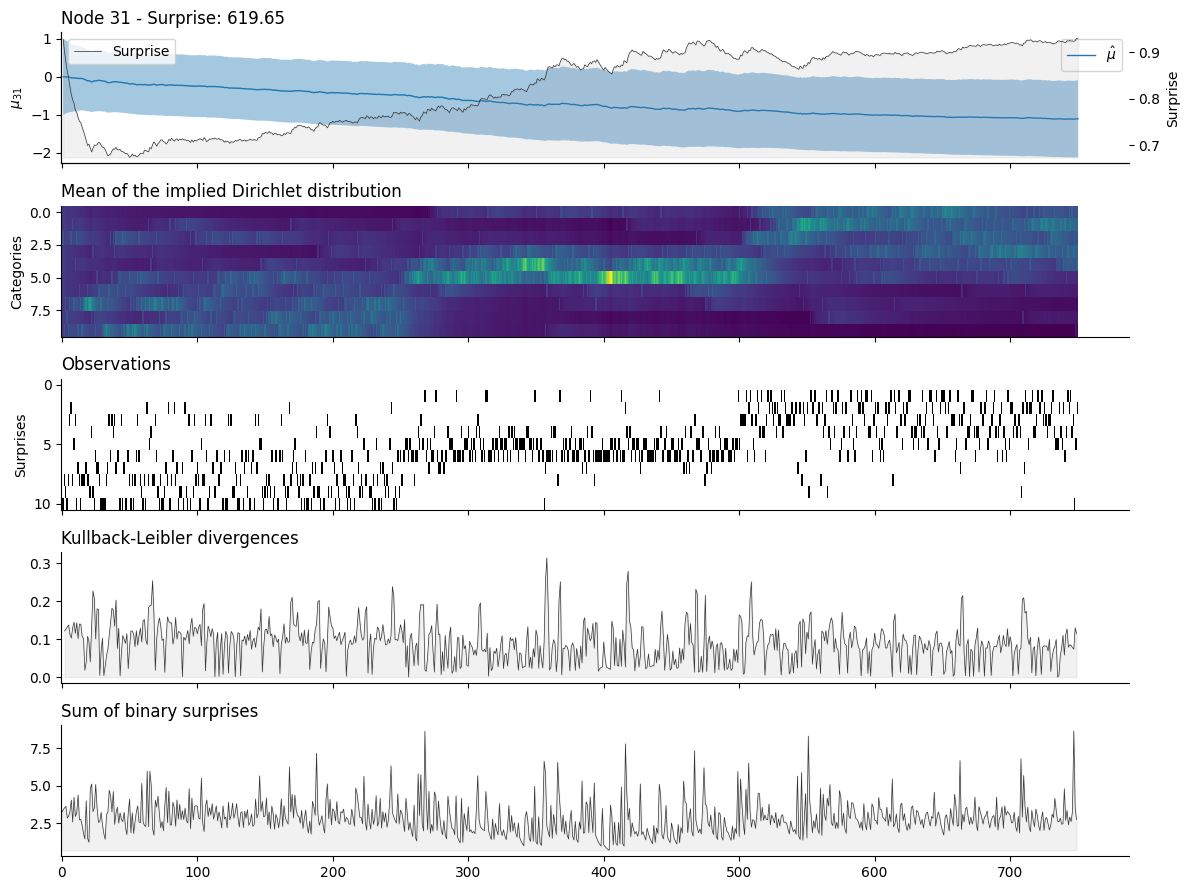 Node 31 - Surprise: 619.65
1
0
−1
−2
μ31
Surprise
μ̂
0.9
0.8
0.7
Surprise
Mean of the implied Dirichlet distribution
0.0
2.5
5.0
7.5
Categories
Observations
0
5
10
Surprises
Kullback-Leibler divergences
0.3
0.2
0.1
0.0
Sum of binary surprises
7.5
5.0
2.5
0 100 200 300 400 500 600 700